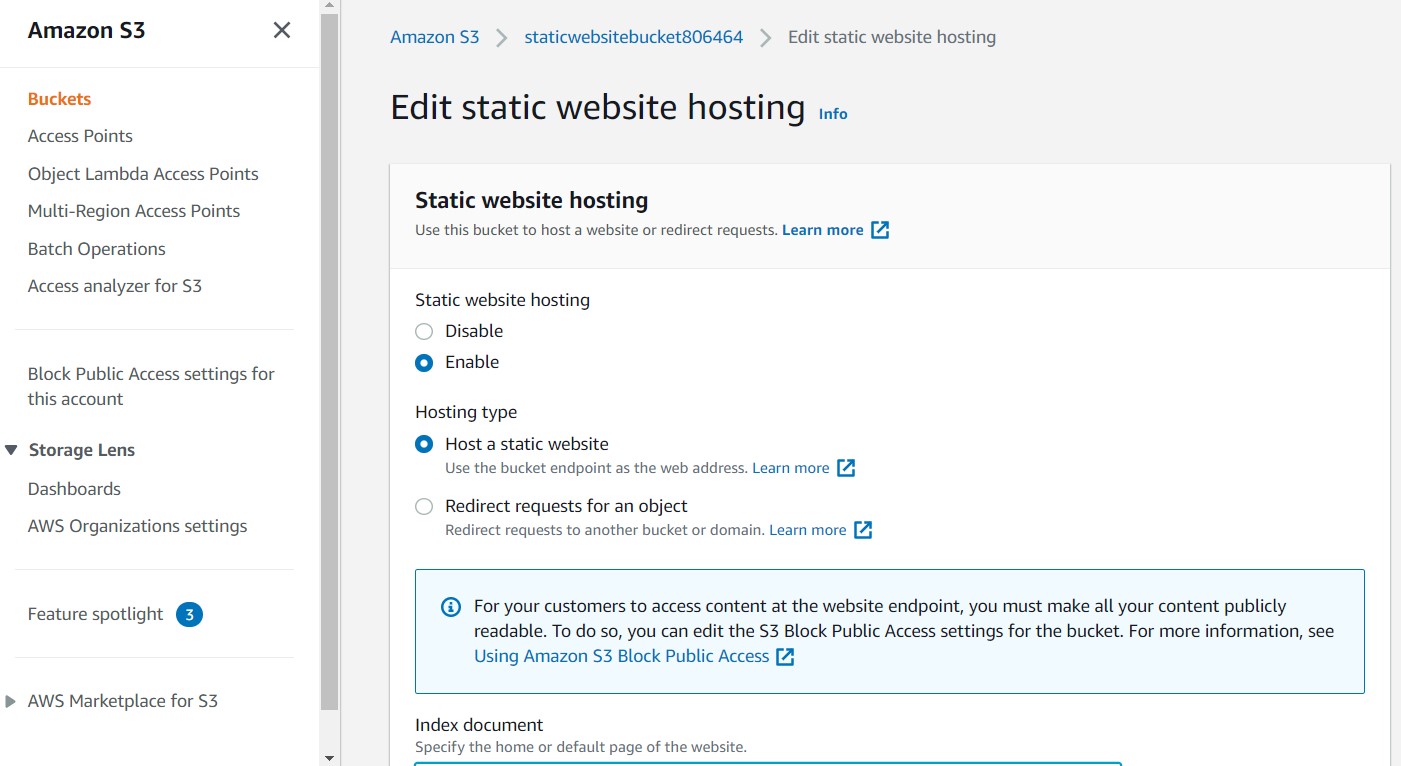 Amazon S3
Buckets
Access Points
Object Lambda Access Points
Multi-Region Access Points
Batch Operations
Access analyzer for S3
Block Public Access settings for
this account
Storage Lens
Dashboards
AWS Organizations settings
Feature spotlight 3
AWS Marketplace for S3
Amazon S3 > staticwebsitebucket806464 > Edit static website hosting
Edit static website hosting Info
Static website hosting
Use this bucket to host a website or redirect requests. Learn more
Static website hosting
Disable
Enable
Hosting type
Host a static website
Use the bucket endpoint as the web address. Learn more
Redirect requests for an object
Redirect requests to another bucket or domain. Learn more
For your customers to access content at the website endpoint, you must make all your content publicly
readable. To do so, you can edit the S3 Block Public Access settings for the bucket. For more information, see
Using Amazon S3 Block Public Access
Index document
Specify the home or default page of the website.